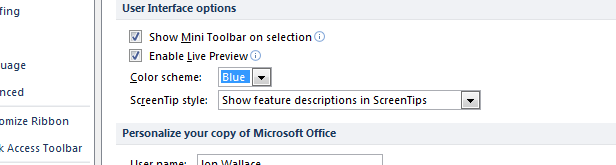 User Interface options
fing
Show Mini Toolbar on selection
Enable Live Preview
uage
Color scheme: Blue
anced
ScreenTip style: Show feature descriptions in ScreenTips
omize Ribbon
Personalize your copy of Microsoft Office
k Access Toolbar
User name: Jon Wallace